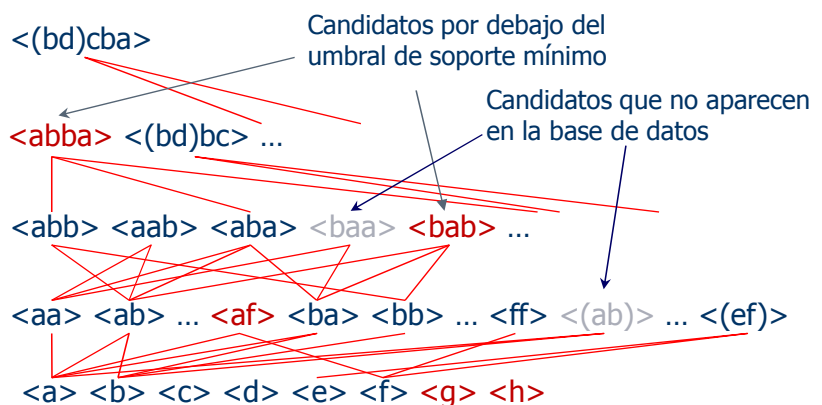 <(bd)cba>
Candidatos por debajo del
umbral de soporte mínimo
Candidatos que no aparecen
en la base de datos
<abba> <(bd)bc> ...
<abb> <aab> <aba> <baa> <bab> ...
<aa> <ab> ... <af> <ba> <bb> ... <ff> <(ab)> ... <(ef)>
<a> <b> <c> <d> <e> <f> <g> <h>